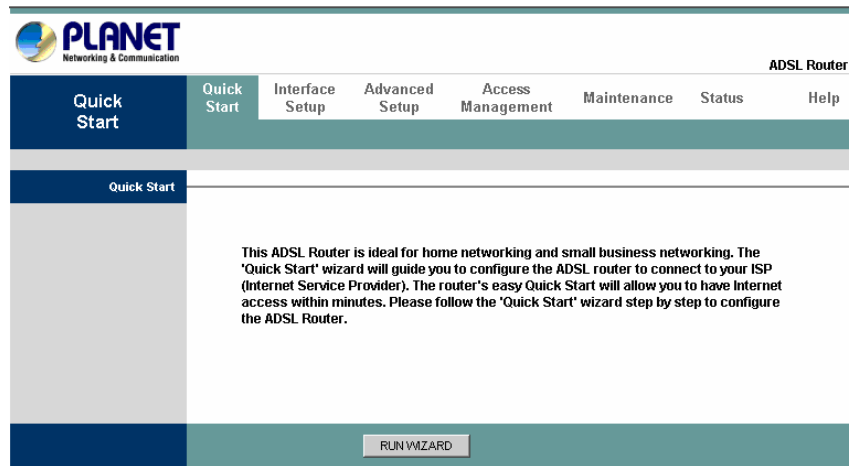 PLANET
Networking & Communication
ADSL Router
Quick
Start
Quick
Start
Interface
Setup
Advanced
Setup
Access
Management
Maintenance
Status
Help
Quick Start
This ADSL Router is ideal for home networking and small business networking. The
'Quick Start' wizard will guide you to configure the ADSL router to connect to your ISP
(Internet Service Provider). The router's easy Quick Start will allow you to have Internet
access within minutes. Please follow the 'Quick Start' wizard step by step to configure
the ADSL Router.
RUN WIZARD